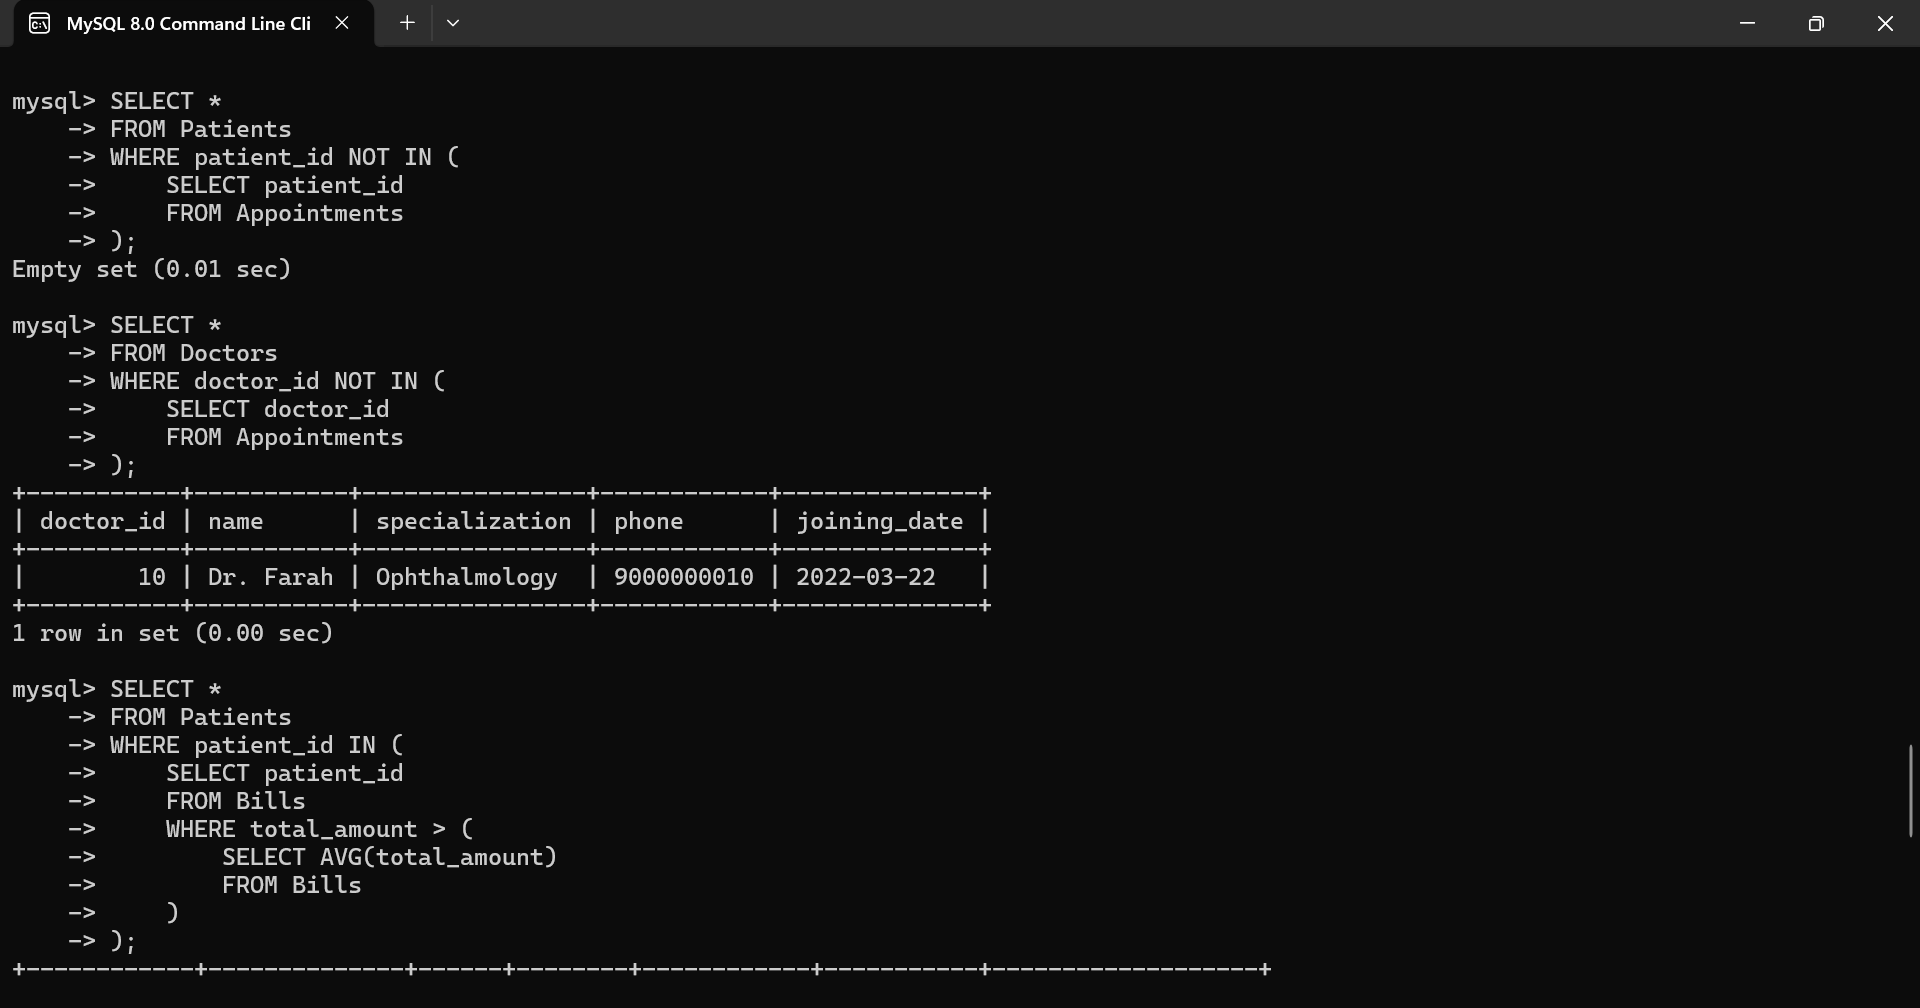 MySQL 8.0 Command Line Cli
mysql> SELECT *
    -> FROM Patients
    -> WHERE patient_id NOT IN (
    ->     SELECT patient_id
    ->     FROM Appointments
    -> );
Empty set (0.01 sec)

mysql> SELECT *
    -> FROM Doctors
    -> WHERE doctor_id NOT IN (
    ->     SELECT doctor_id
    ->     FROM Appointments
    -> );
+-----------+-----------+----------------+------------+--------------+
| doctor_id | name      | specialization | phone      | joining_date |
+-----------+-----------+----------------+------------+--------------+
|        10 | Dr. Farah | Ophthalmology  | 9000000010 | 2022-03-22   |
+-----------+-----------+----------------+------------+--------------+
1 row in set (0.00 sec)

mysql> SELECT *
    -> FROM Patients
    -> WHERE patient_id IN (
    ->     SELECT patient_id
    ->     FROM Bills
    ->     WHERE total_amount > (
    ->         SELECT AVG(total_amount)
    ->         FROM Bills
    ->     )
    -> );
+------------+--------------+------+--------+------------+-----------+-------------------+